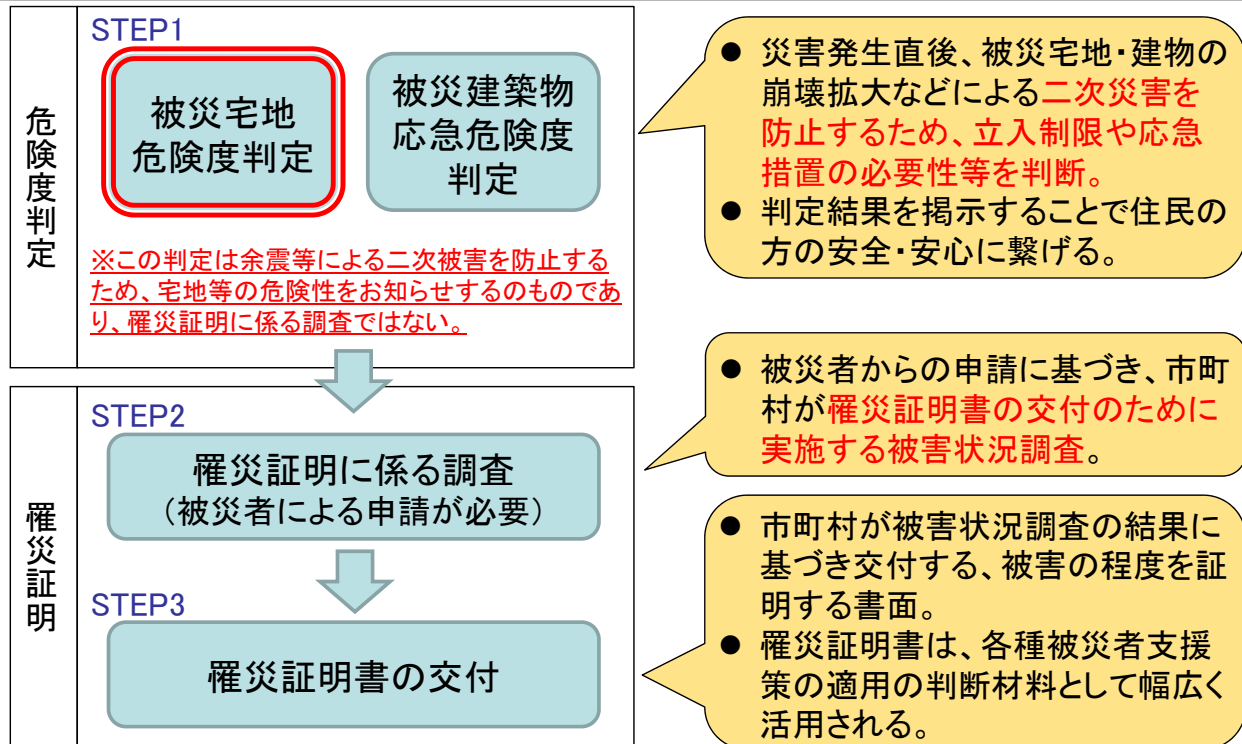 危険度判定
STEP1
被災宅地
危険度判定
被災建築物
応急危険度
判定
※この判定は余震等による二次被害を防止する
ため、宅地等の危険性をお知らせするのものであ
り、罹災証明に係る調査ではない。
● 災害発生直後、被災宅地・建物の
崩壊拡大などによる二次災害を
防止するため、立入制限や応急
措置の必要性等を判断。
● 判定結果を掲示することで住民の
方の安全・安心に繋げる。
罹災証明
STEP2
罹災証明に係る調査
（被災者による申請が必要）
● 被災者からの申請に基づき、市町
村が罹災証明書の交付のために
実施する被害状況調査。
STEP3
罹災証明書の交付
● 市町村が被害状況調査の結果に
基づき交付する、被害の程度を証
明する書面。
● 罹災証明書は、各種被災者支援
策の適用の判断材料として幅広く
活用される。